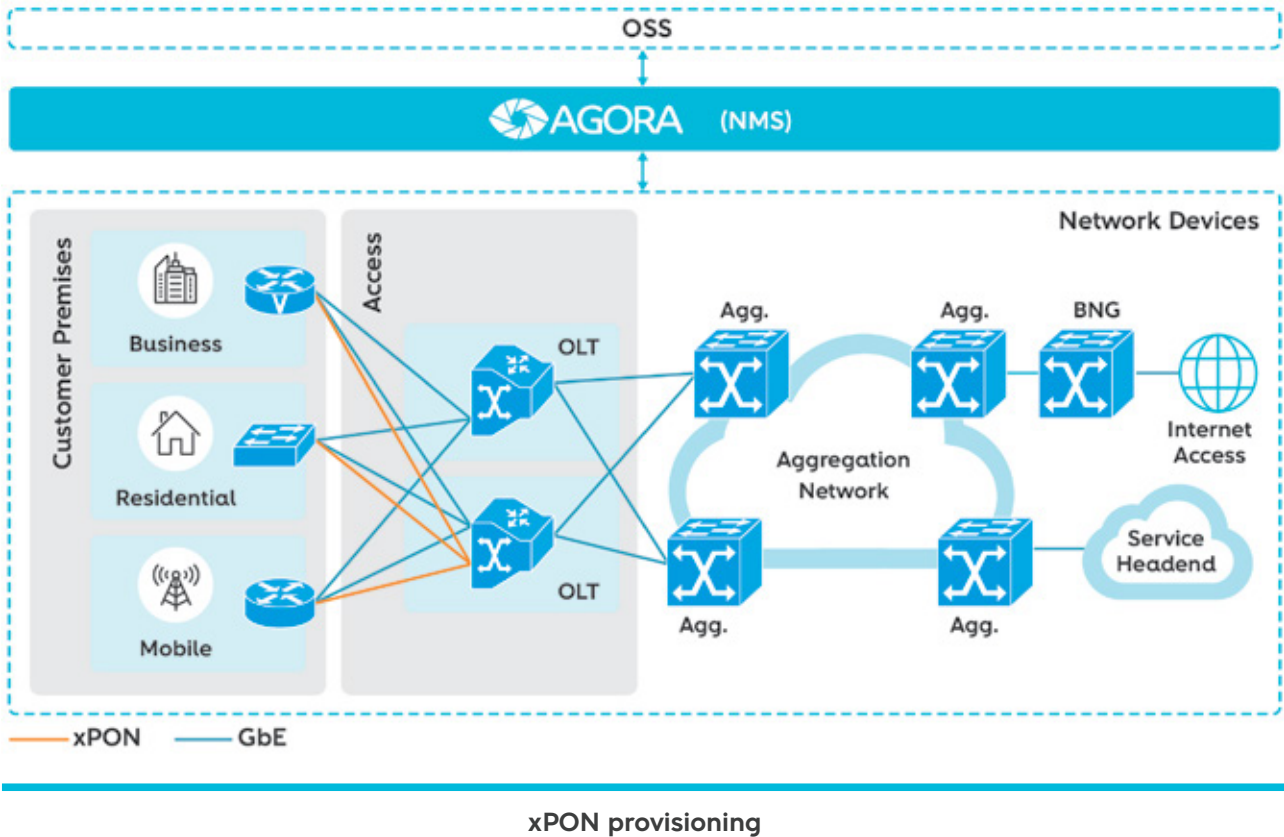 OSS
AGORA (NMS)
Network Devices
Customer Premises
Business
Residential
Mobile
Access
OLT
OLT
Agg.
Agg.
BNG
Internet
Access
Aggregation
Network
Service
Headend
Agg.
Agg.
xPON
GbE
xPON provisioning